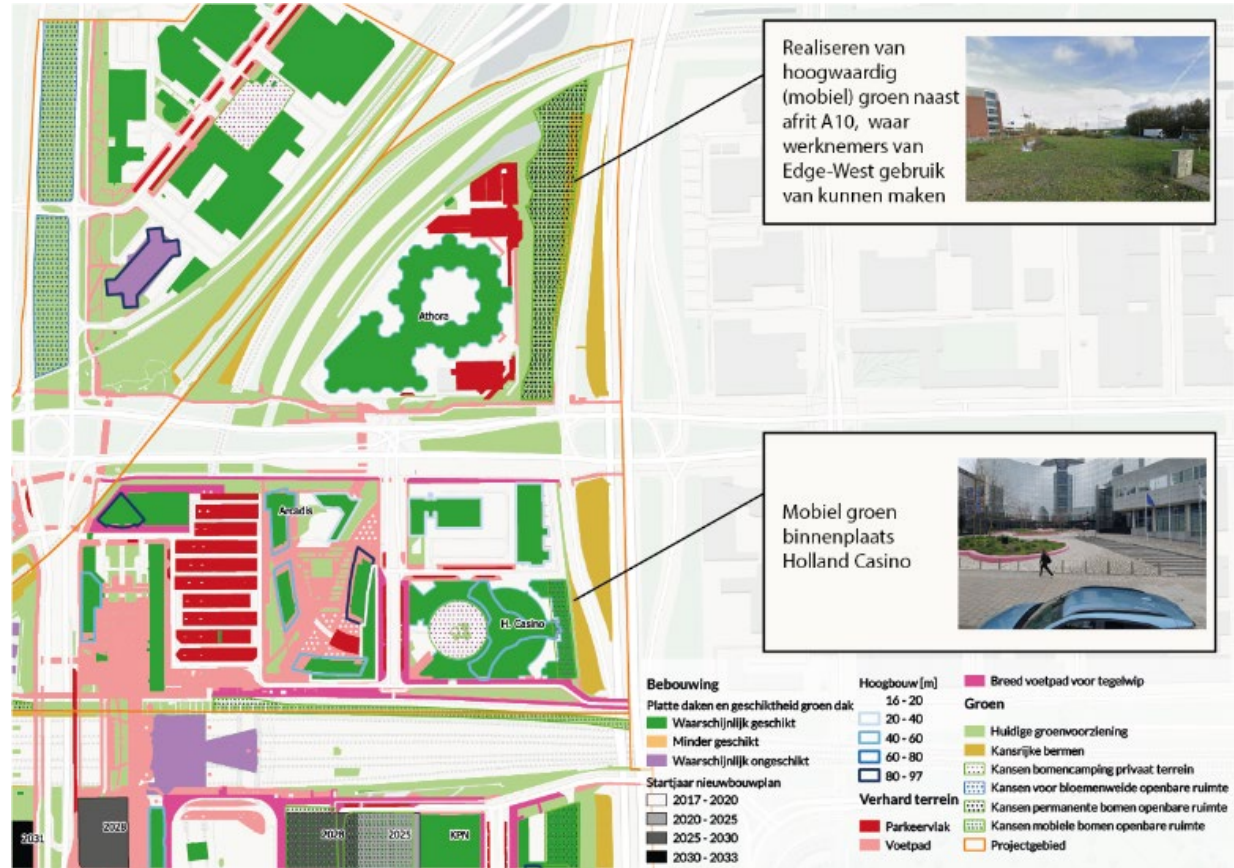 Realiseren van
hoogwaardig
(mobiel) groen naast
afrit A10, waar
werknemers van
Edge-West gebruik
van kunnen maken
Athora
Arcadis
H. Casino
Mobiel groen
binnenplaats
Holland Casino
2031
2028
2028
2025
KPN
Bebouwing
Platte daken en geschiktheid groen dak
Waarschijnlijk geschikt
Minder geschikt
Waarschijnlijk ongeschikt
Startjaar nieuwbouwplan
2017 - 2020
2020 - 2025
2025 - 2030
2030 - 2033
Hoogbouw [m]
16 - 20
20 - 40
40 - 60
60 - 80
80 - 97
Verhard terrein
Parkeervlak
Voetpad
Breed voetpad voor tegelwip
Groen
Huidige groenvoorziening
Kansrijke bermen
Kansen bomencamping privaat terrein
Kansen voor bloemenweide openbare ruimte
Kansen permanente bomen openbare ruimte
Kansen mobiele bomen openbare ruimte
Projectgebied